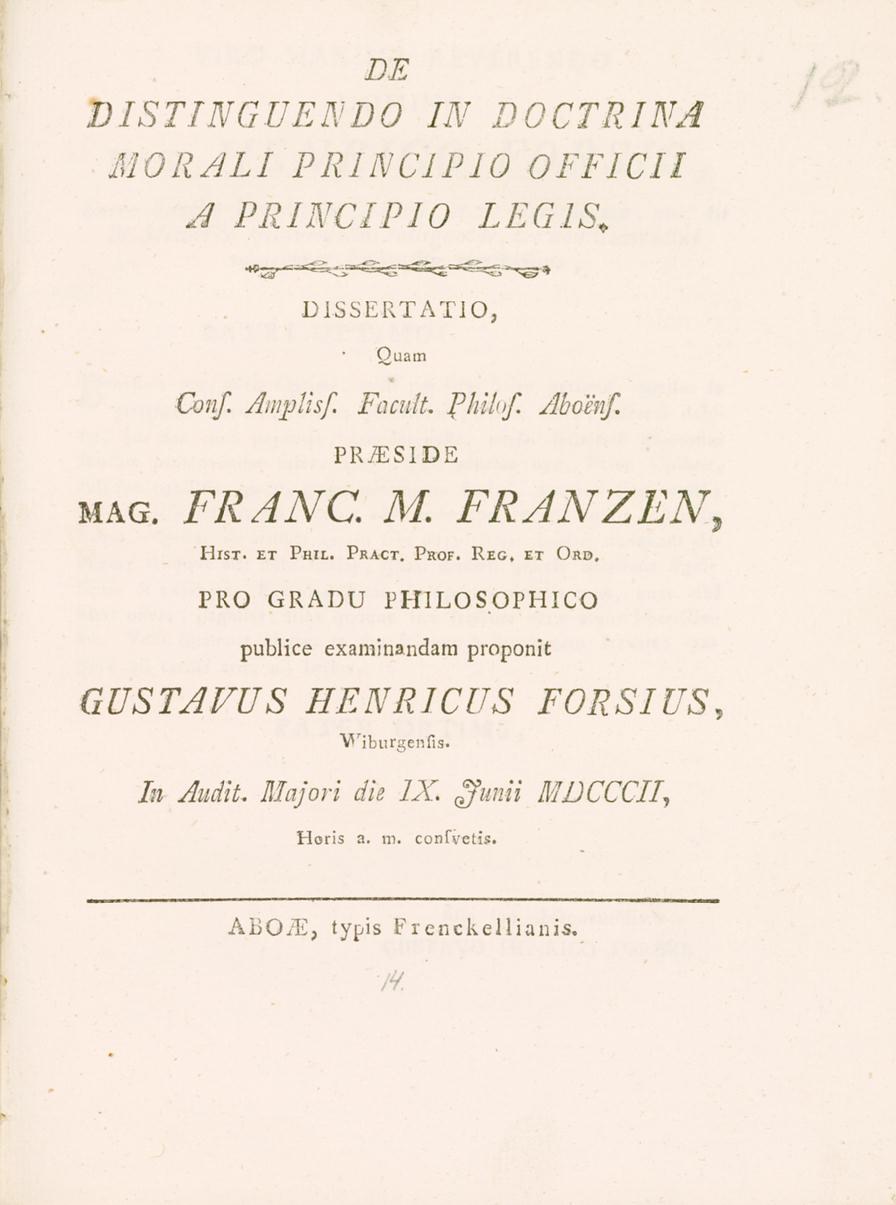 192.
DE
DISTINGUENDO IN DOCTRINA
MORALI PRINCIPIO OFFICII
A PRINCIPIO LEGIS.
DISSERTATIO,
Quam
Conſ. Ampliſſ. Facult. Philoſ. Aboënſ.
PRÆSIDE
MAG. FRANC. M. FRANZEN,
HIST. ET PHIL. PRACT. PROF. REG. ET ORD.
PRO GRADU PHILOSOPHICO
publice examinandam proponit
GUSTAVUS HENRICUS FORSIUS,
Wiburgenſis.
In Audit. Majori die IX. Junii MDCCCII,
Horis a. m. conſvetis.
ABOÆ, typis Frenckellianis.
14.